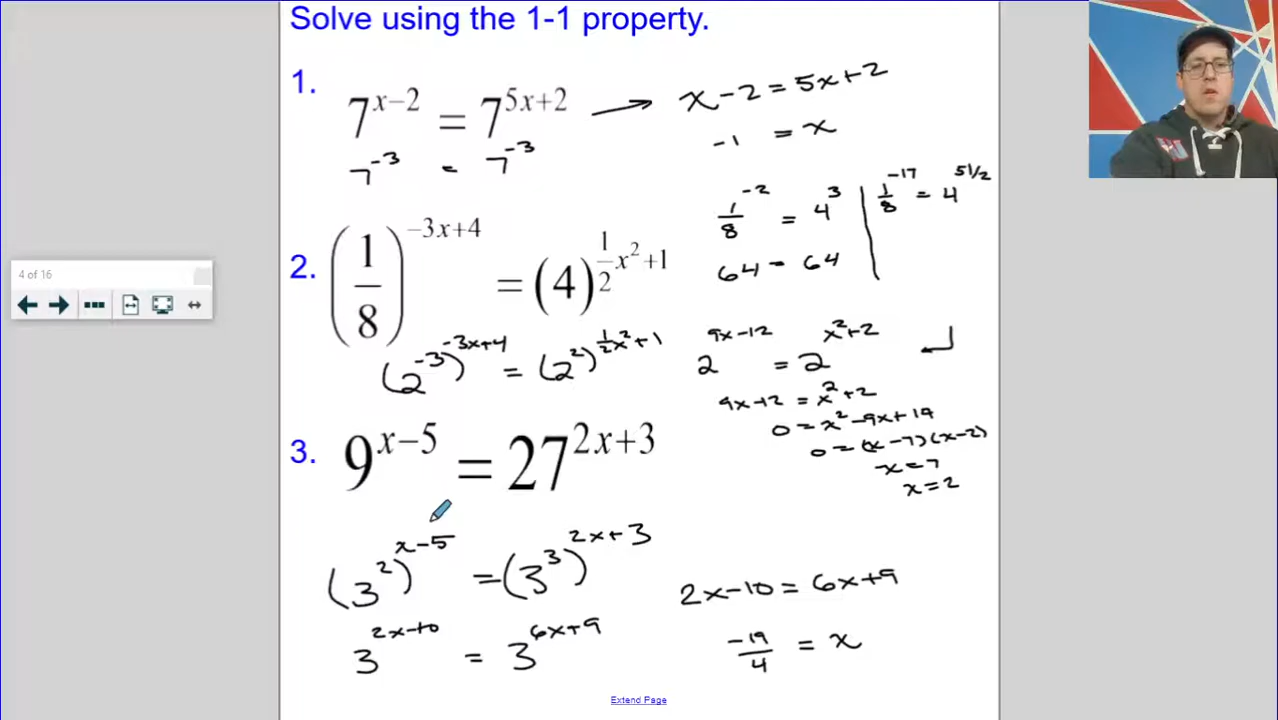 Solve using the 1-1 property.
1. 7^{x-2} = 7^{5x+2} → x-2 = 5x+2
-1 = x
7^{-3} = 7^{-3}
1/8^{-2} = 4^3 | 1/8^{-17} = 4^{51/2}
64 = 64
2. (1/8)^{-3x+4} = (4)^{1/2 x^2+1}
(2^{-3})^{-3x+4} = (2^2)^{1/2 x^2+1}
2^{9x-12} = 2^{x^2+2}
9x-12 = x^2+2
0 = x^2-9x+14
0 = (x-7)(x-2)
x = 7
x = 2
4 of 16
3. 9^{x-5} = 27^{2x+3}
(3^2)^{x-5} = (3^3)^{2x+3}
3^{2x-10} = 3^{6x+9}
2x-10 = 6x+9
-19/4 = x
Extend Page